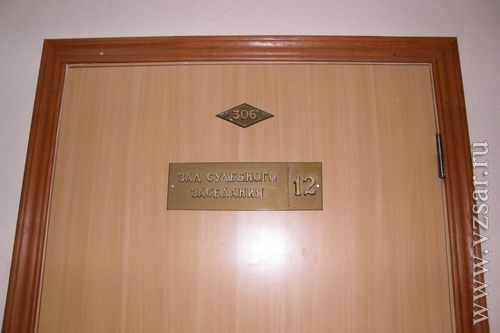 306
ЗАЛ СУДЕБНОГО
ЗАСЕДАНИЯ
12
www.vzsar.ru